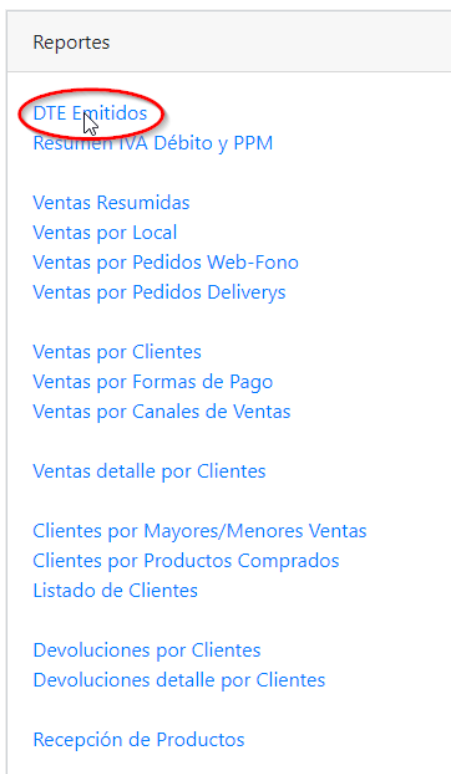 Reportes
DTE Emitidos
Resumen IVA Débito y PPM
Ventas Resumidas
Ventas por Local
Ventas por Pedidos Web-Fono
Ventas por Pedidos Deliverys
Ventas por Clientes
Ventas por Formas de Pago
Ventas por Canales de Ventas
Ventas detalle por Clientes
Clientes por Mayores/Menores Ventas
Clientes por Productos Comprados
Listado de Clientes
Devoluciones por Clientes
Devoluciones detalle por Clientes
Recepción de Productos